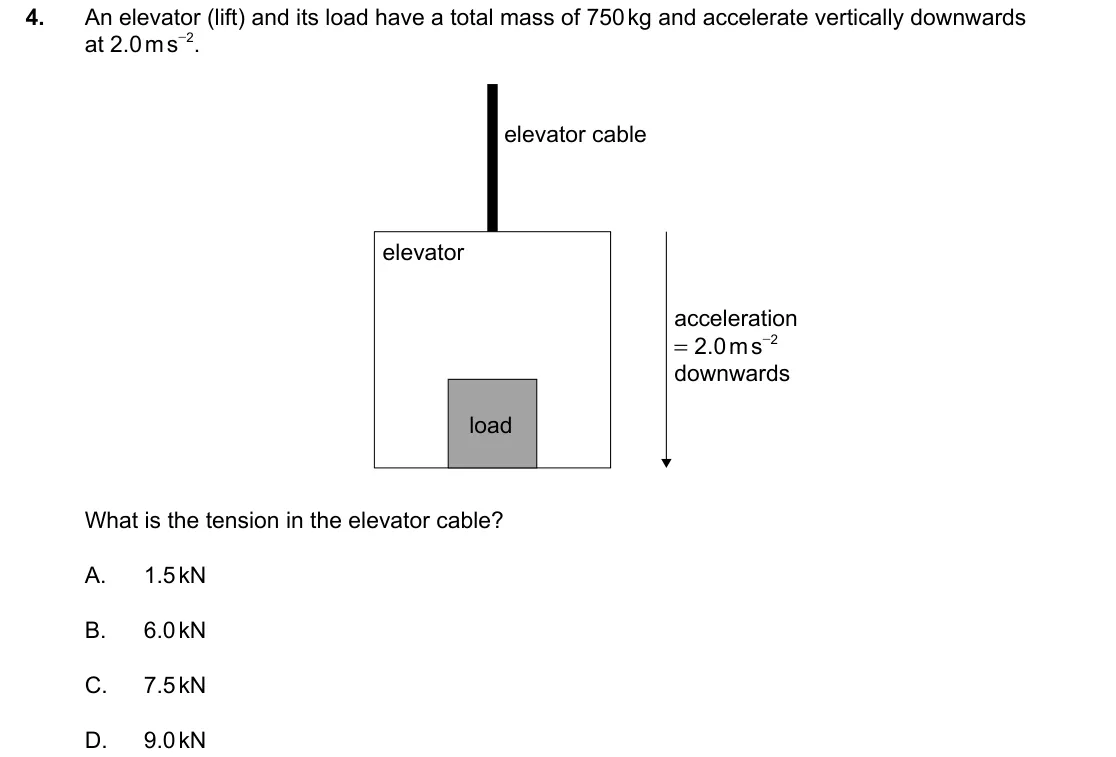 4. An elevator (lift) and its load have a total mass of 750 kg and accelerate vertically downwards
at 2.0 m s⁻².
elevator cable
elevator
acceleration
= 2.0 m s⁻²
downwards
load
What is the tension in the elevator cable?
A. 1.5 kN
B. 6.0 kN
C. 7.5 kN
D. 9.0 kN